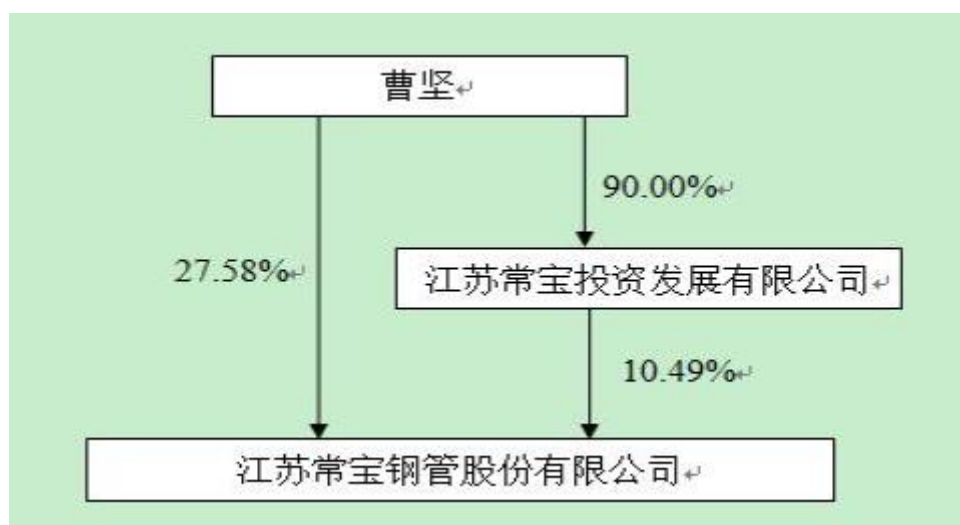 曹坚
90.00%
27.58%
江苏常宝投资发展有限公司
10.49%
江苏常宝钢管股份有限公司